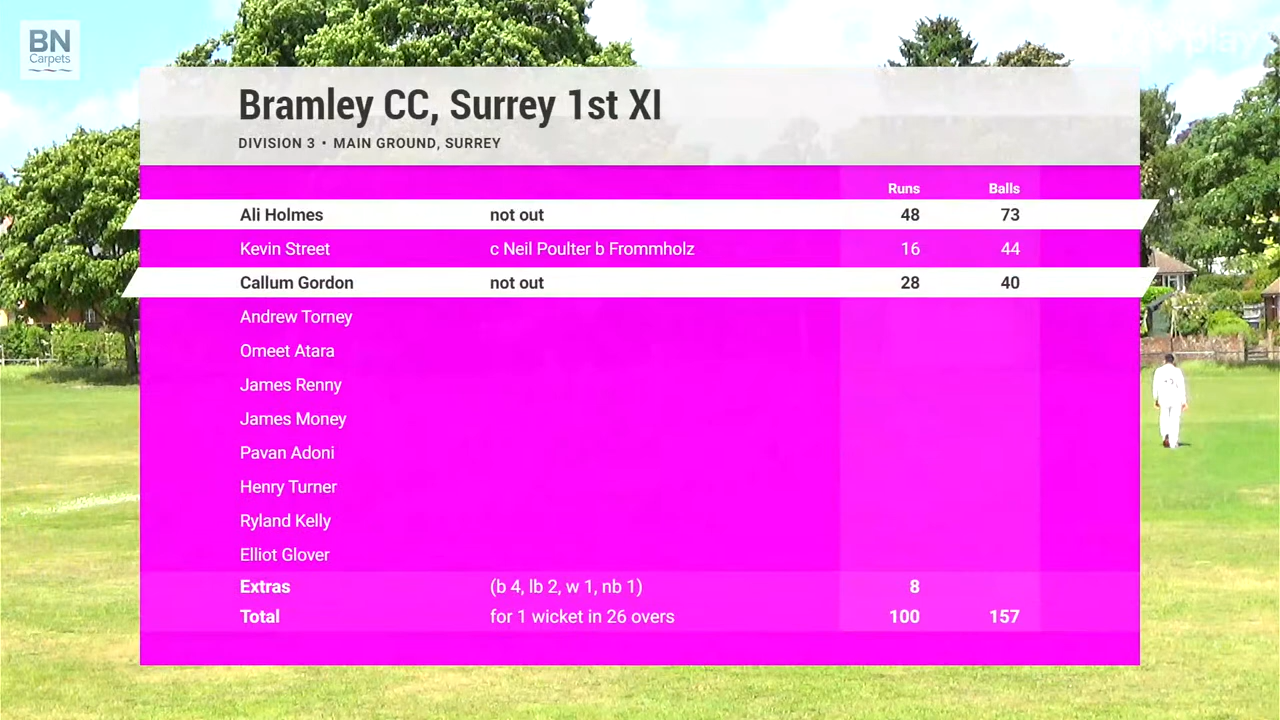 BN
Carpets
play
Bramley CC, Surrey 1st XI
DIVISION 3 • MAIN GROUND, SURREY
Runs Balls
Ali Holmes not out 48 73
Kevin Street c Neil Poulter b Frommholz 16 44
Callum Gordon not out 28 40
Andrew Torney
Omeet Atara
James Renny
James Money
Pavan Adoni
Henry Turner
Ryland Kelly
Elliot Glover
Extras (b 4, lb 2, w 1, nb 1) 8
Total for 1 wicket in 26 overs 100 157